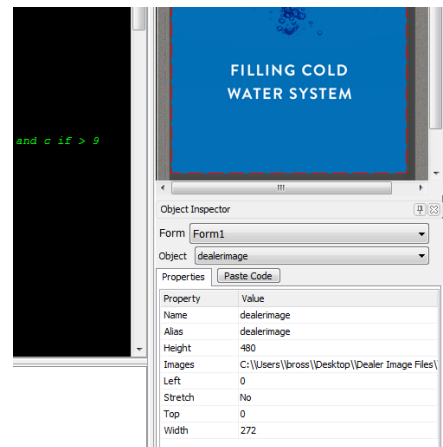 FILLING COLD
WATER SYSTEM
and c if > 9
Object Inspector
Form Form1
Object dealerimage
Properties Paste Code
Property Value
Name dealerimage
Alias dealerimage
Height 480
Images C:\\Users\\bross\\Desktop\\Dealer Image Files\
Left 0
Stretch No
Top 0
Width 272